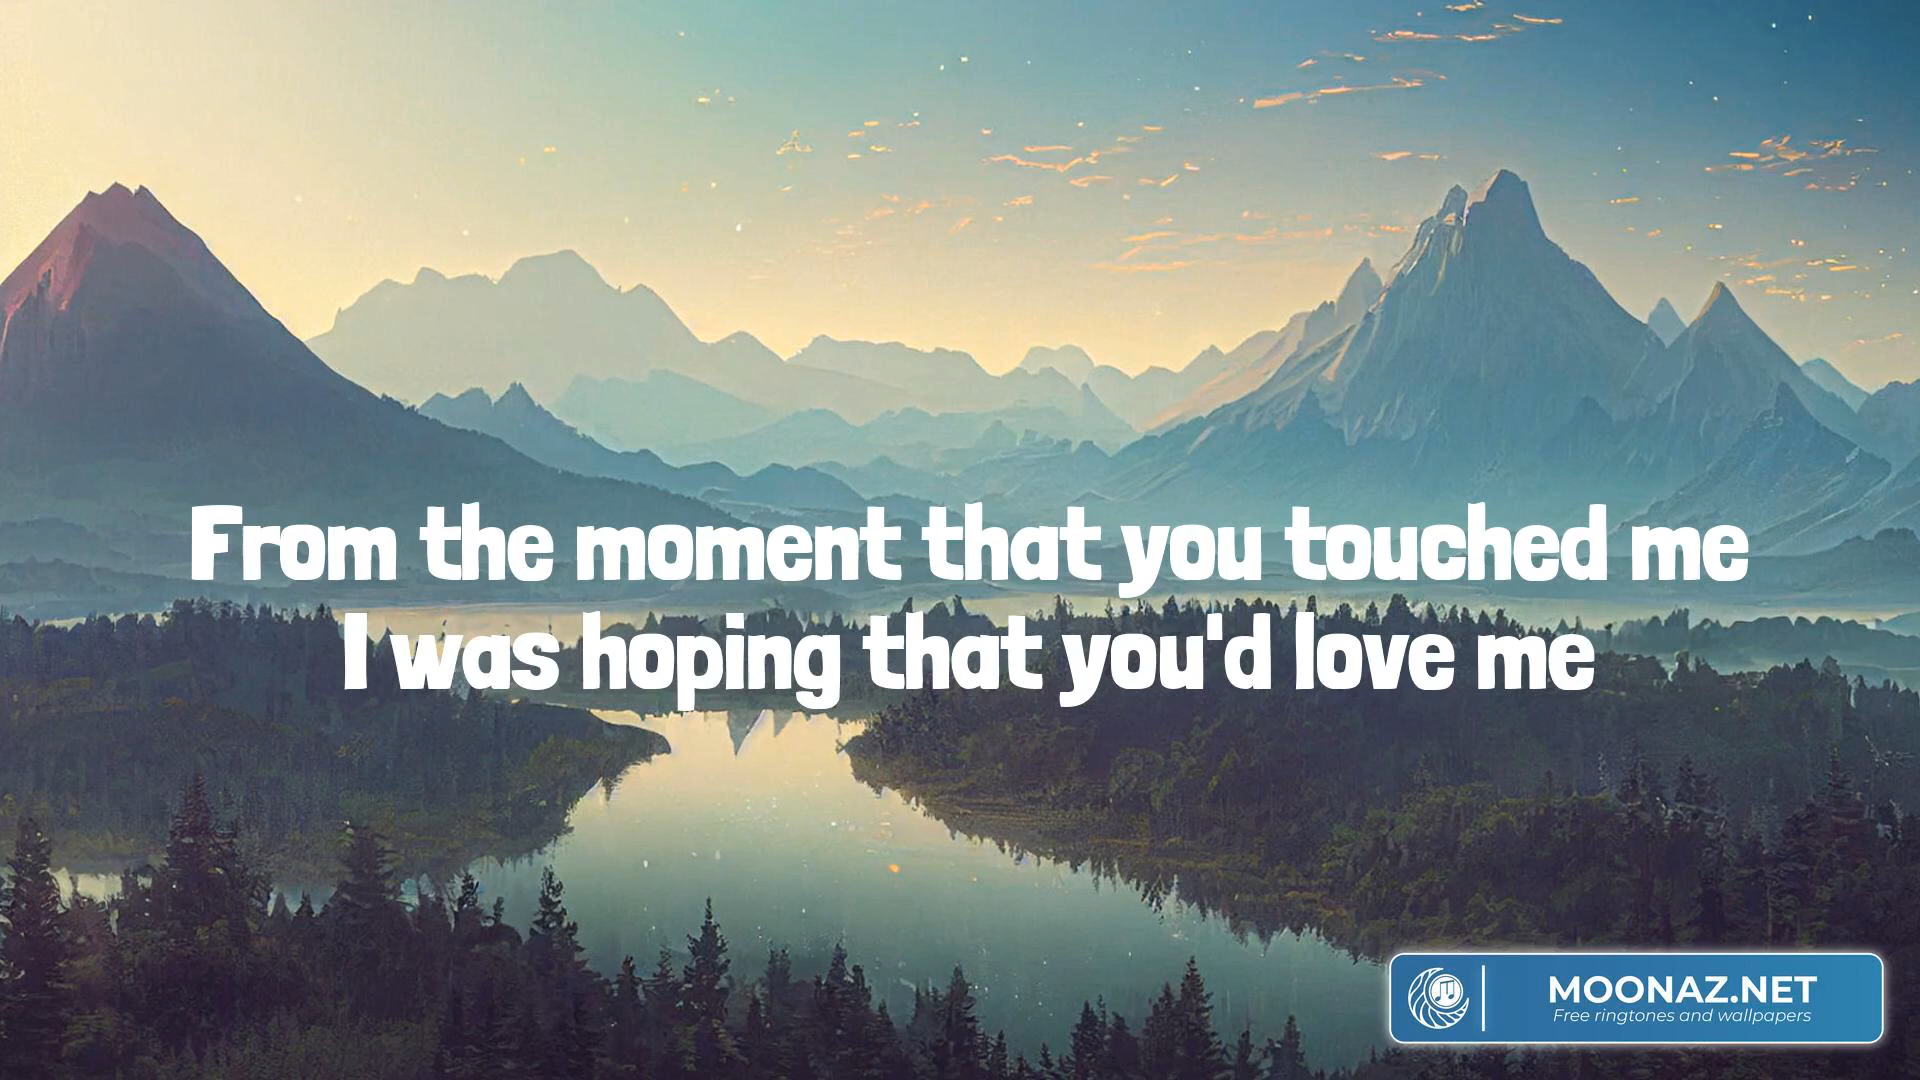 From the moment that you touched me
I was hoping that you'd love me
MOONAZ.NET
Free ringtones and wallpapers